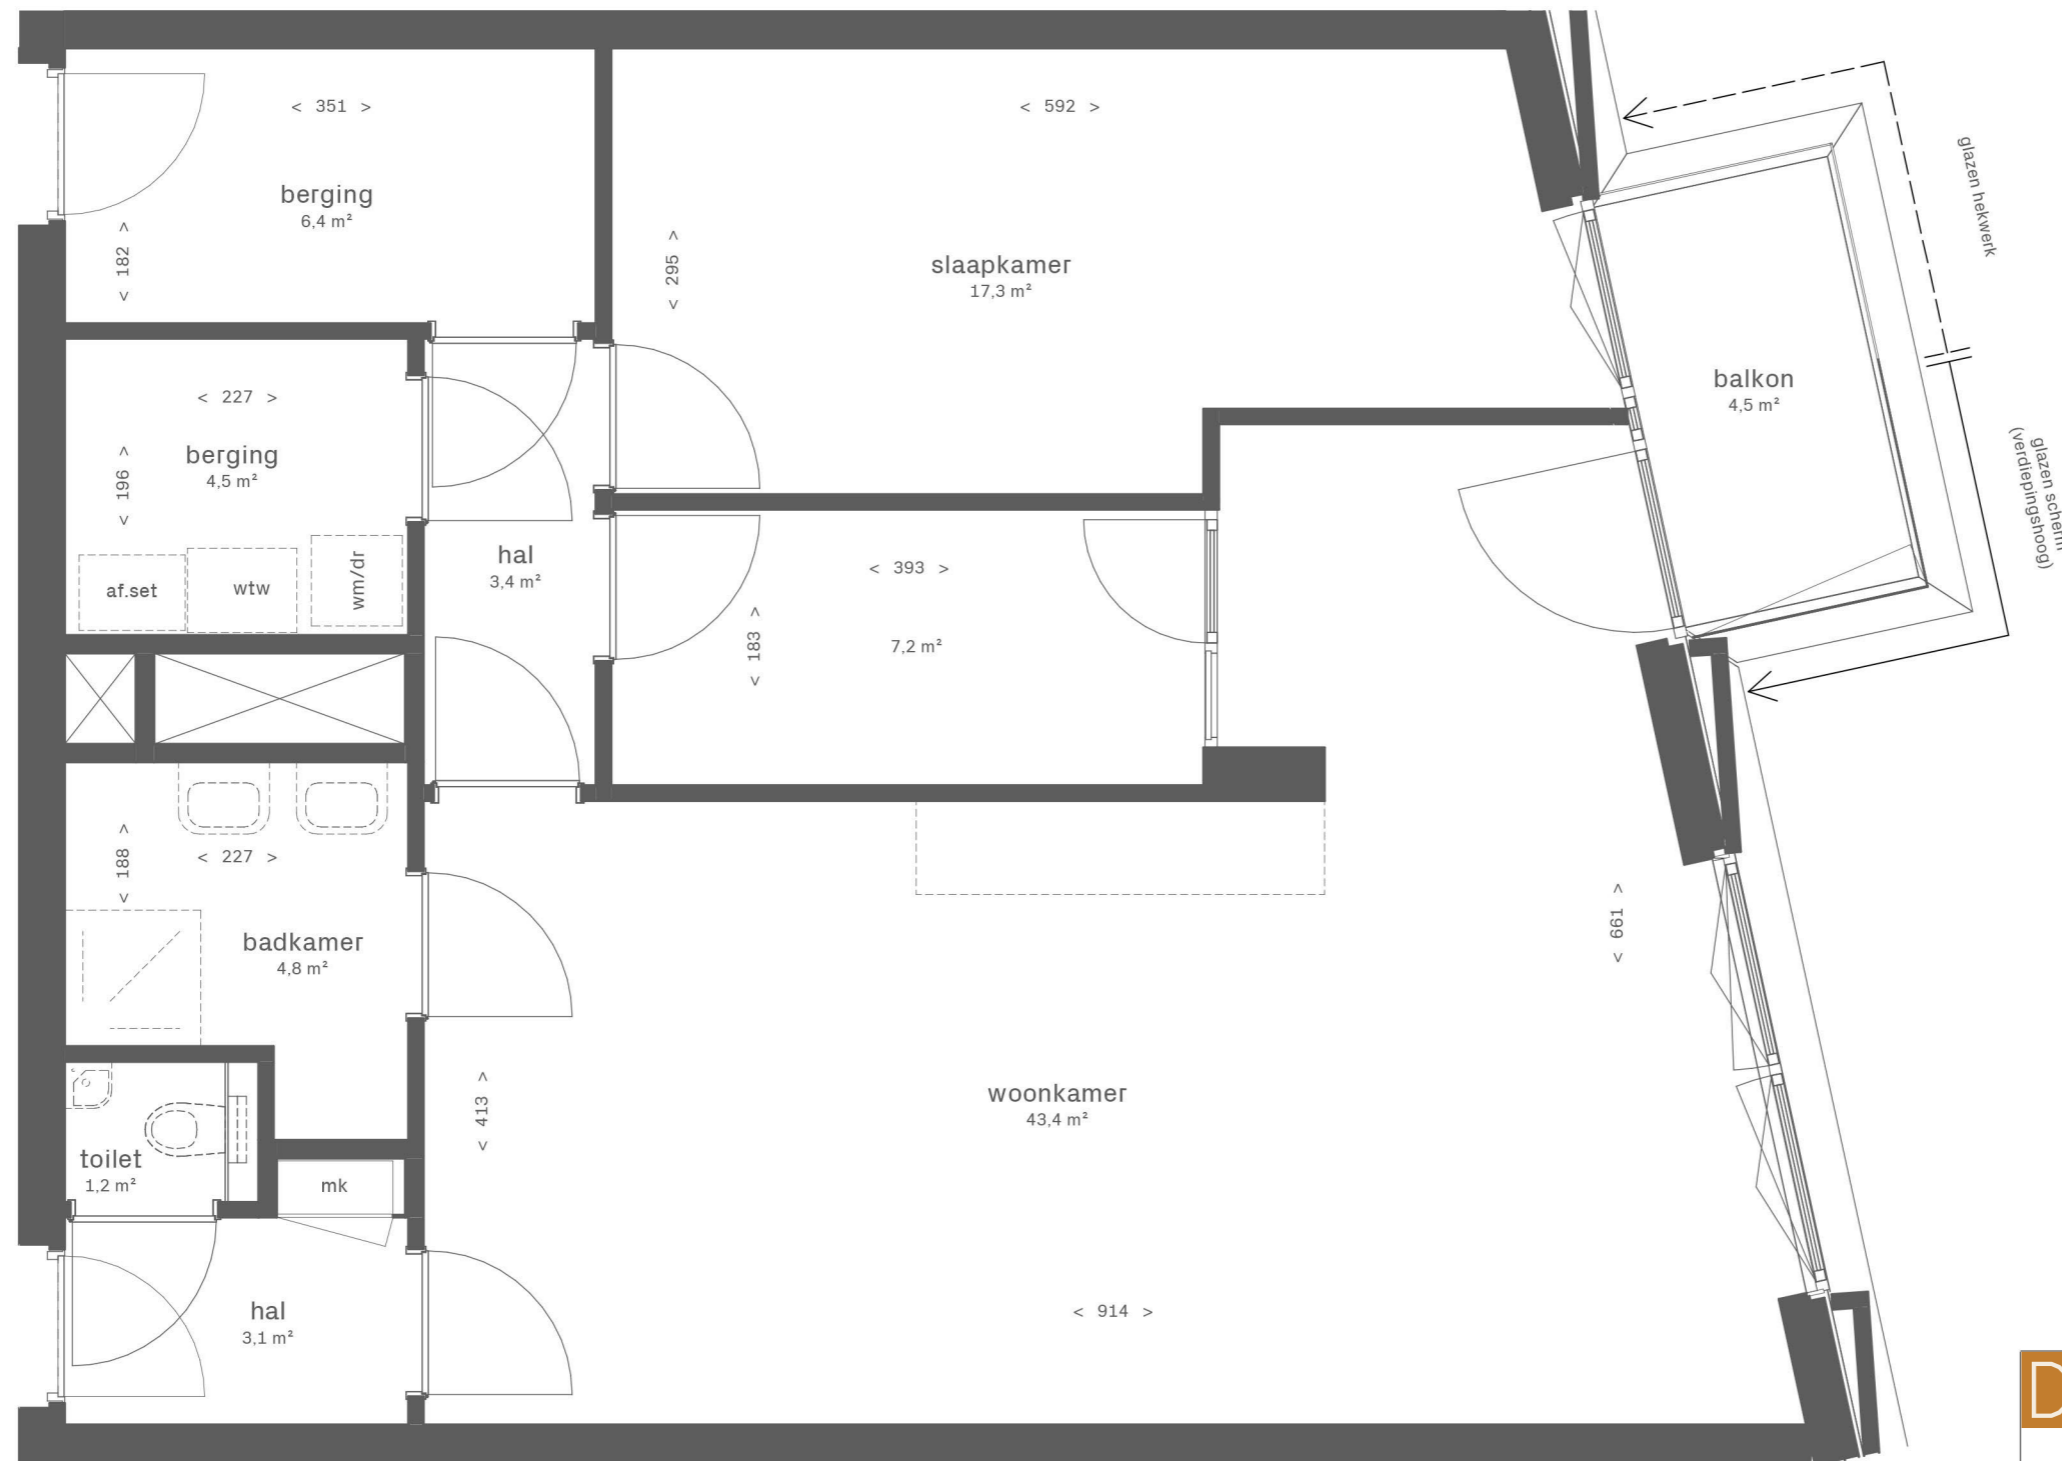 < 351 >
berging
6,4 m²
< 182 >
< 592 >
slaapkamer
17,3 m²
< 295 >
glazen hekwerk
balkon
4,5 m²
glazen scherm
(verdiepingshoog)
< 227 >
berging
4,5 m²
< 196 >
af.set
wtw
wm/dr
hal
3,4 m²
< 393 >
7,2 m²
< 183 >
< 188 >
< 227 >
badkamer
4,8 m²
< 661 >
< 413 >
woonkamer
43,4 m²
toilet
1,2 m²
mk
hal
3,1 m²
< 914 >
D